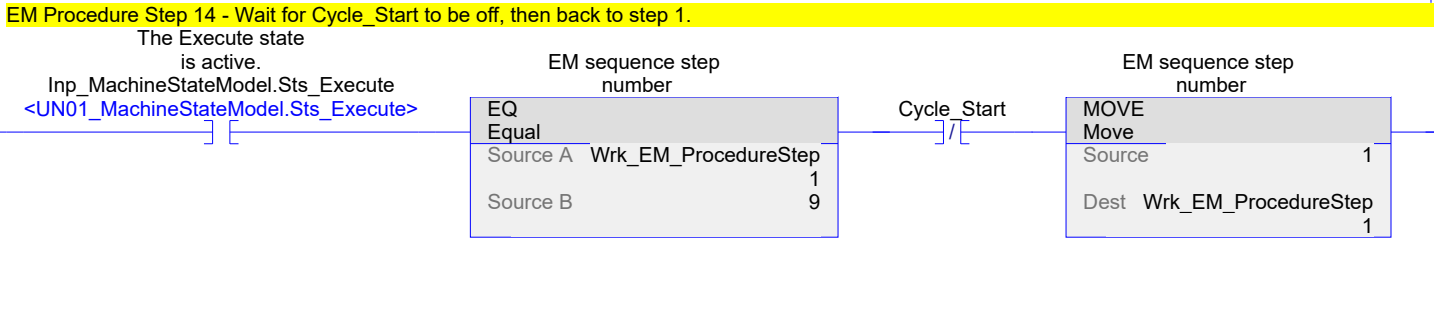 EM Procedure Step 14 - Wait for Cycle_Start to be off, then back to step 1.
The Execute state
is active.
Inp_MachineStateModel.Sts_Execute
<UN01_MachineStateModel.Sts_Execute>
EM sequence step
number
EQ
Equal
Source A Wrk_EM_ProcedureStep
1
Source B 9
Cycle_Start
/
EM sequence step
number
MOVE
Move
Source 1
Dest Wrk_EM_ProcedureStep
1